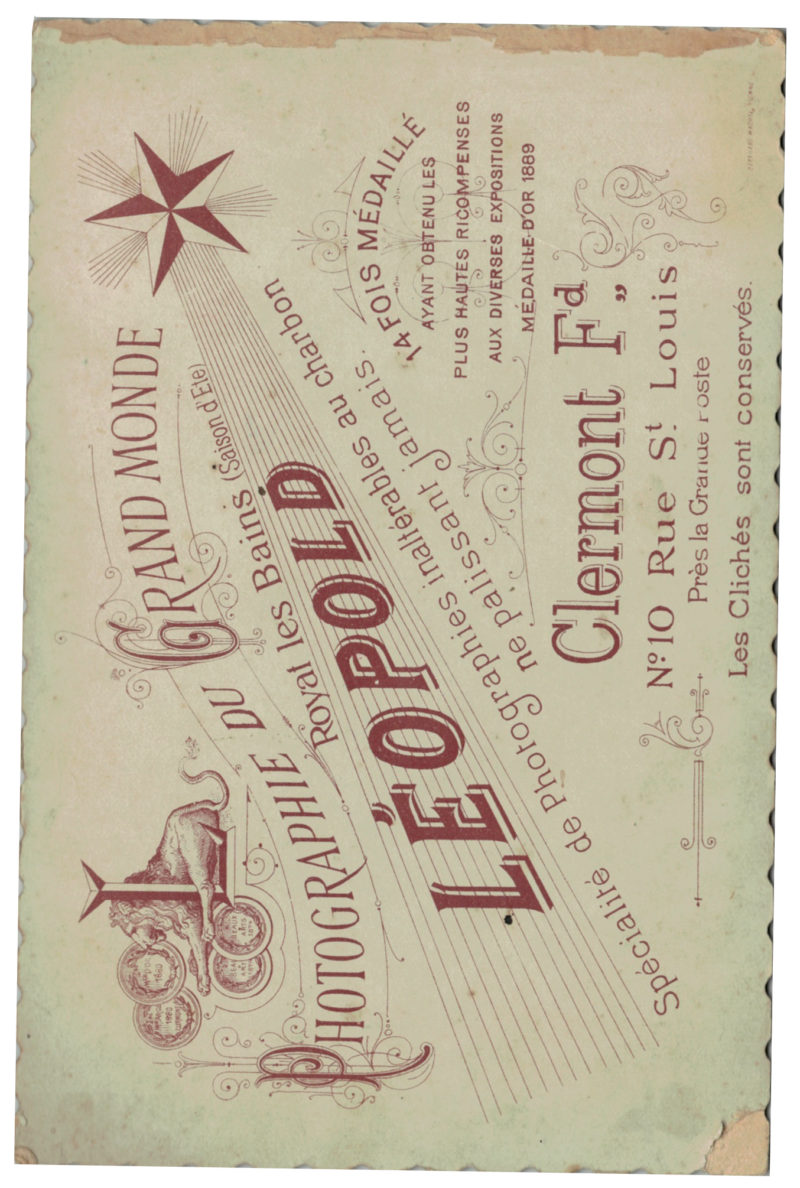 PHOTOGRAPHIE DU GRAND MONDE
Royat les Bains (Saison d'Eté)
LÉOPOLD
Spécialité de Photographies inaltérables au charbon
ne palissant jamais.
14 FOIS MÉDAILLÉ
AYANT OBTENU LES
PLUS HAUTES RICOMPENSES
AUX DIVERSES EXPOSITIONS
MÉDAILLE D'OR 1889
Clermont Fd
Nº 10 Rue St. Louis
Près la Grande Poste
Les Clichés sont conservés.